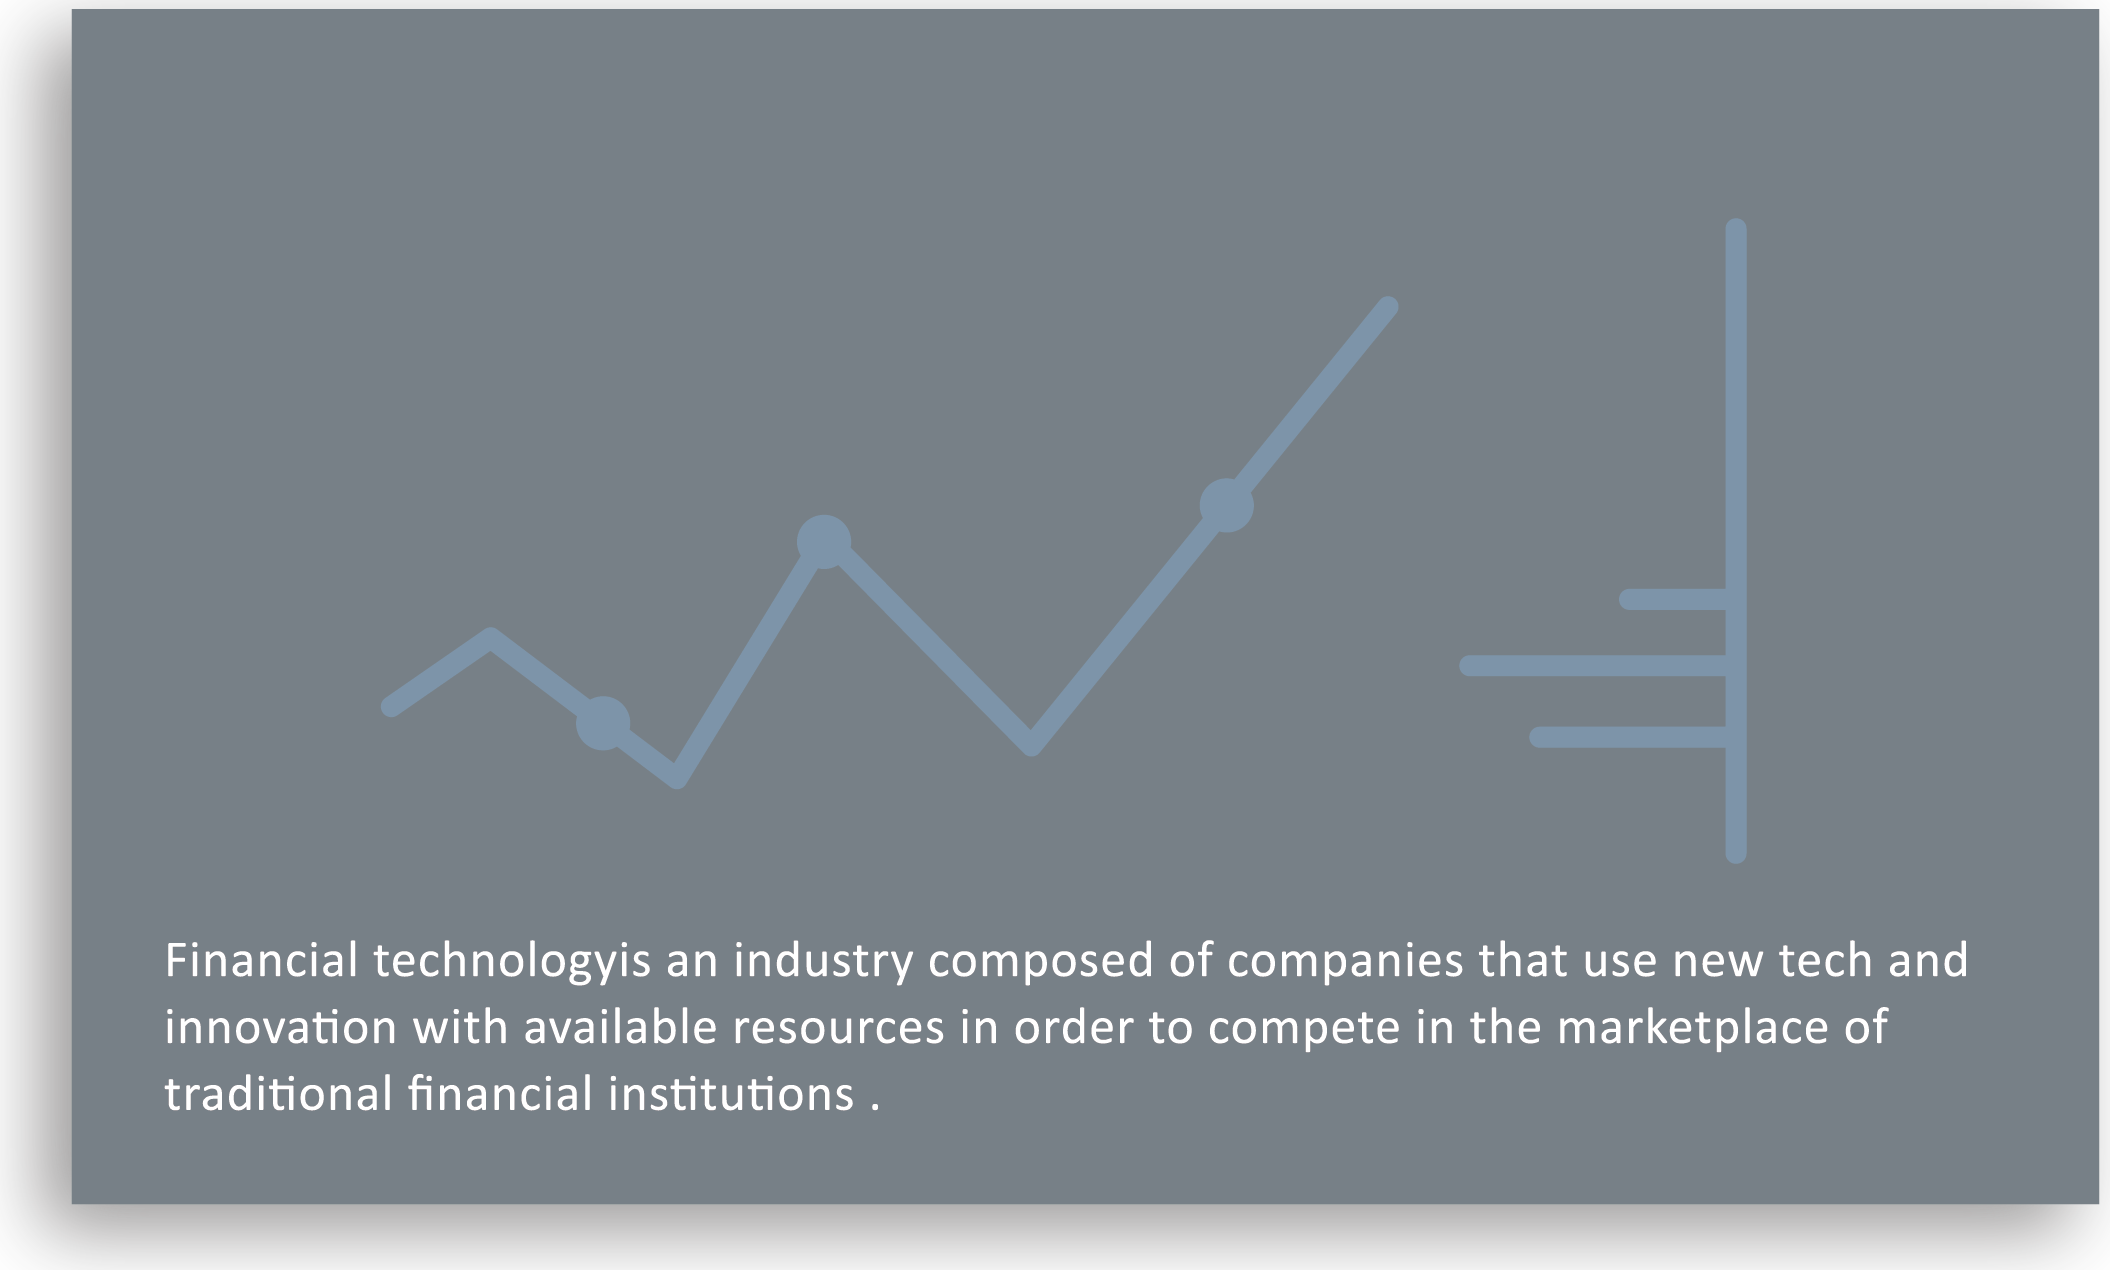 Financial technologyis an industry composed of companies that use new tech and
innovation with available resources in order to compete in the marketplace of
traditional financial institutions .